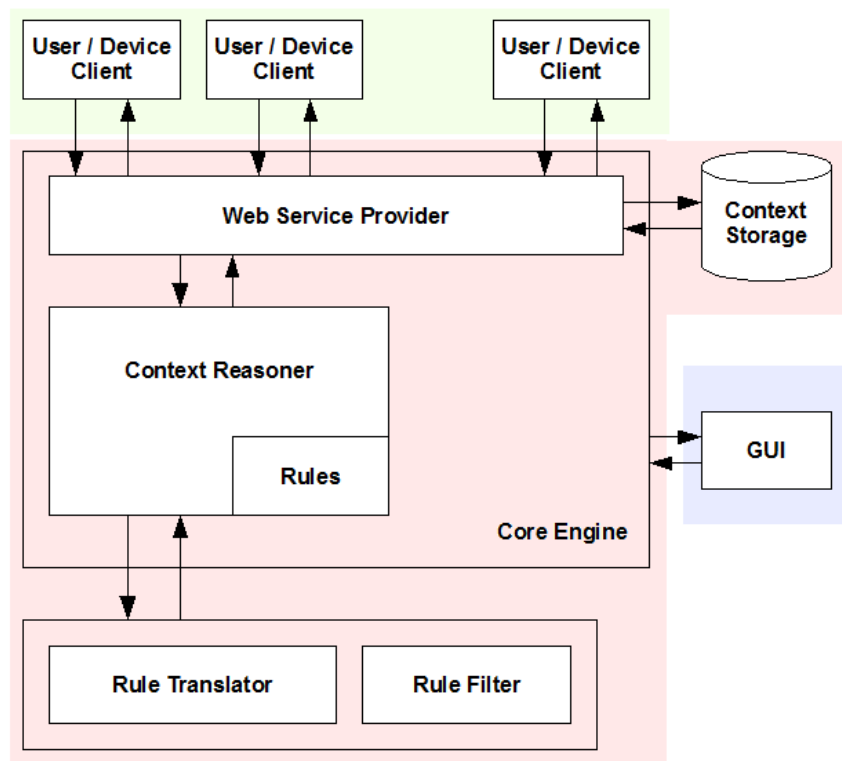 User / Device
Client
User / Device
Client
User / Device
Client
Web Service Provider
Context
Storage
Context Reasoner
Rules
GUI
Core Engine
Rule Translator
Rule Filter